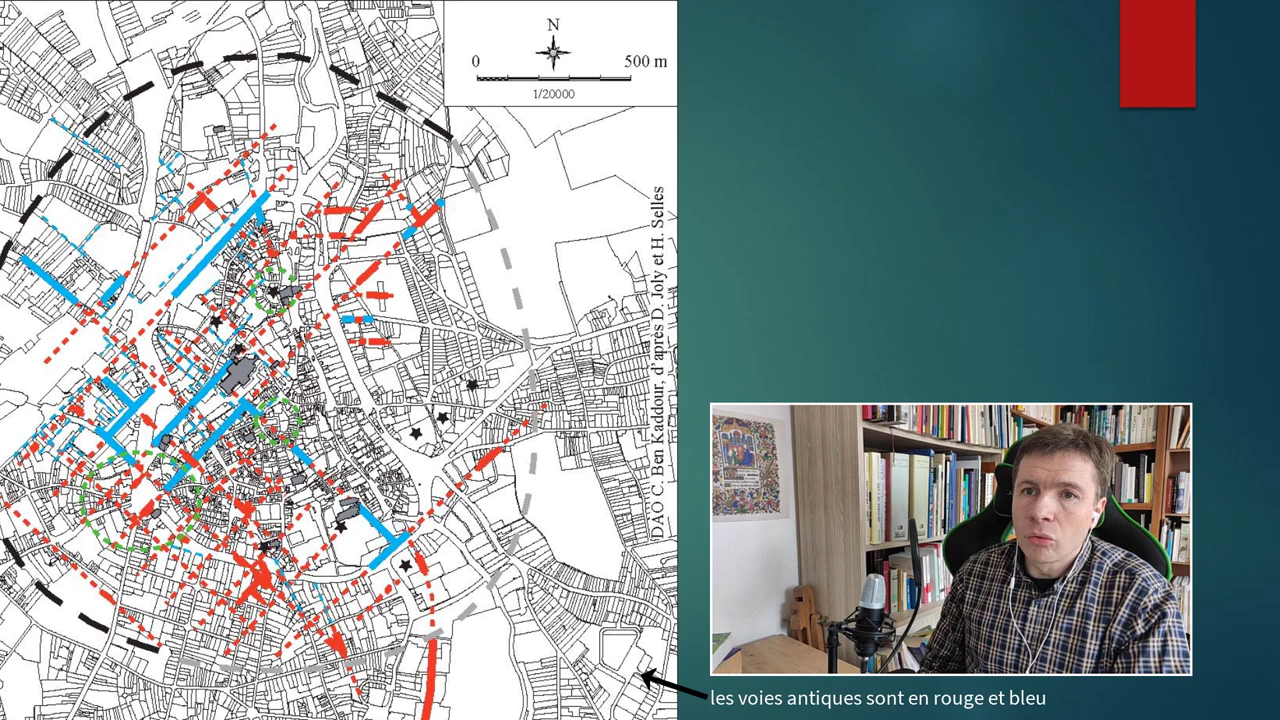 N
0 500 m
1/20000
DAO C. Ben Kaddour, d'après D. Joly et H. Selles
les voies antiques sont en rouge et bleu